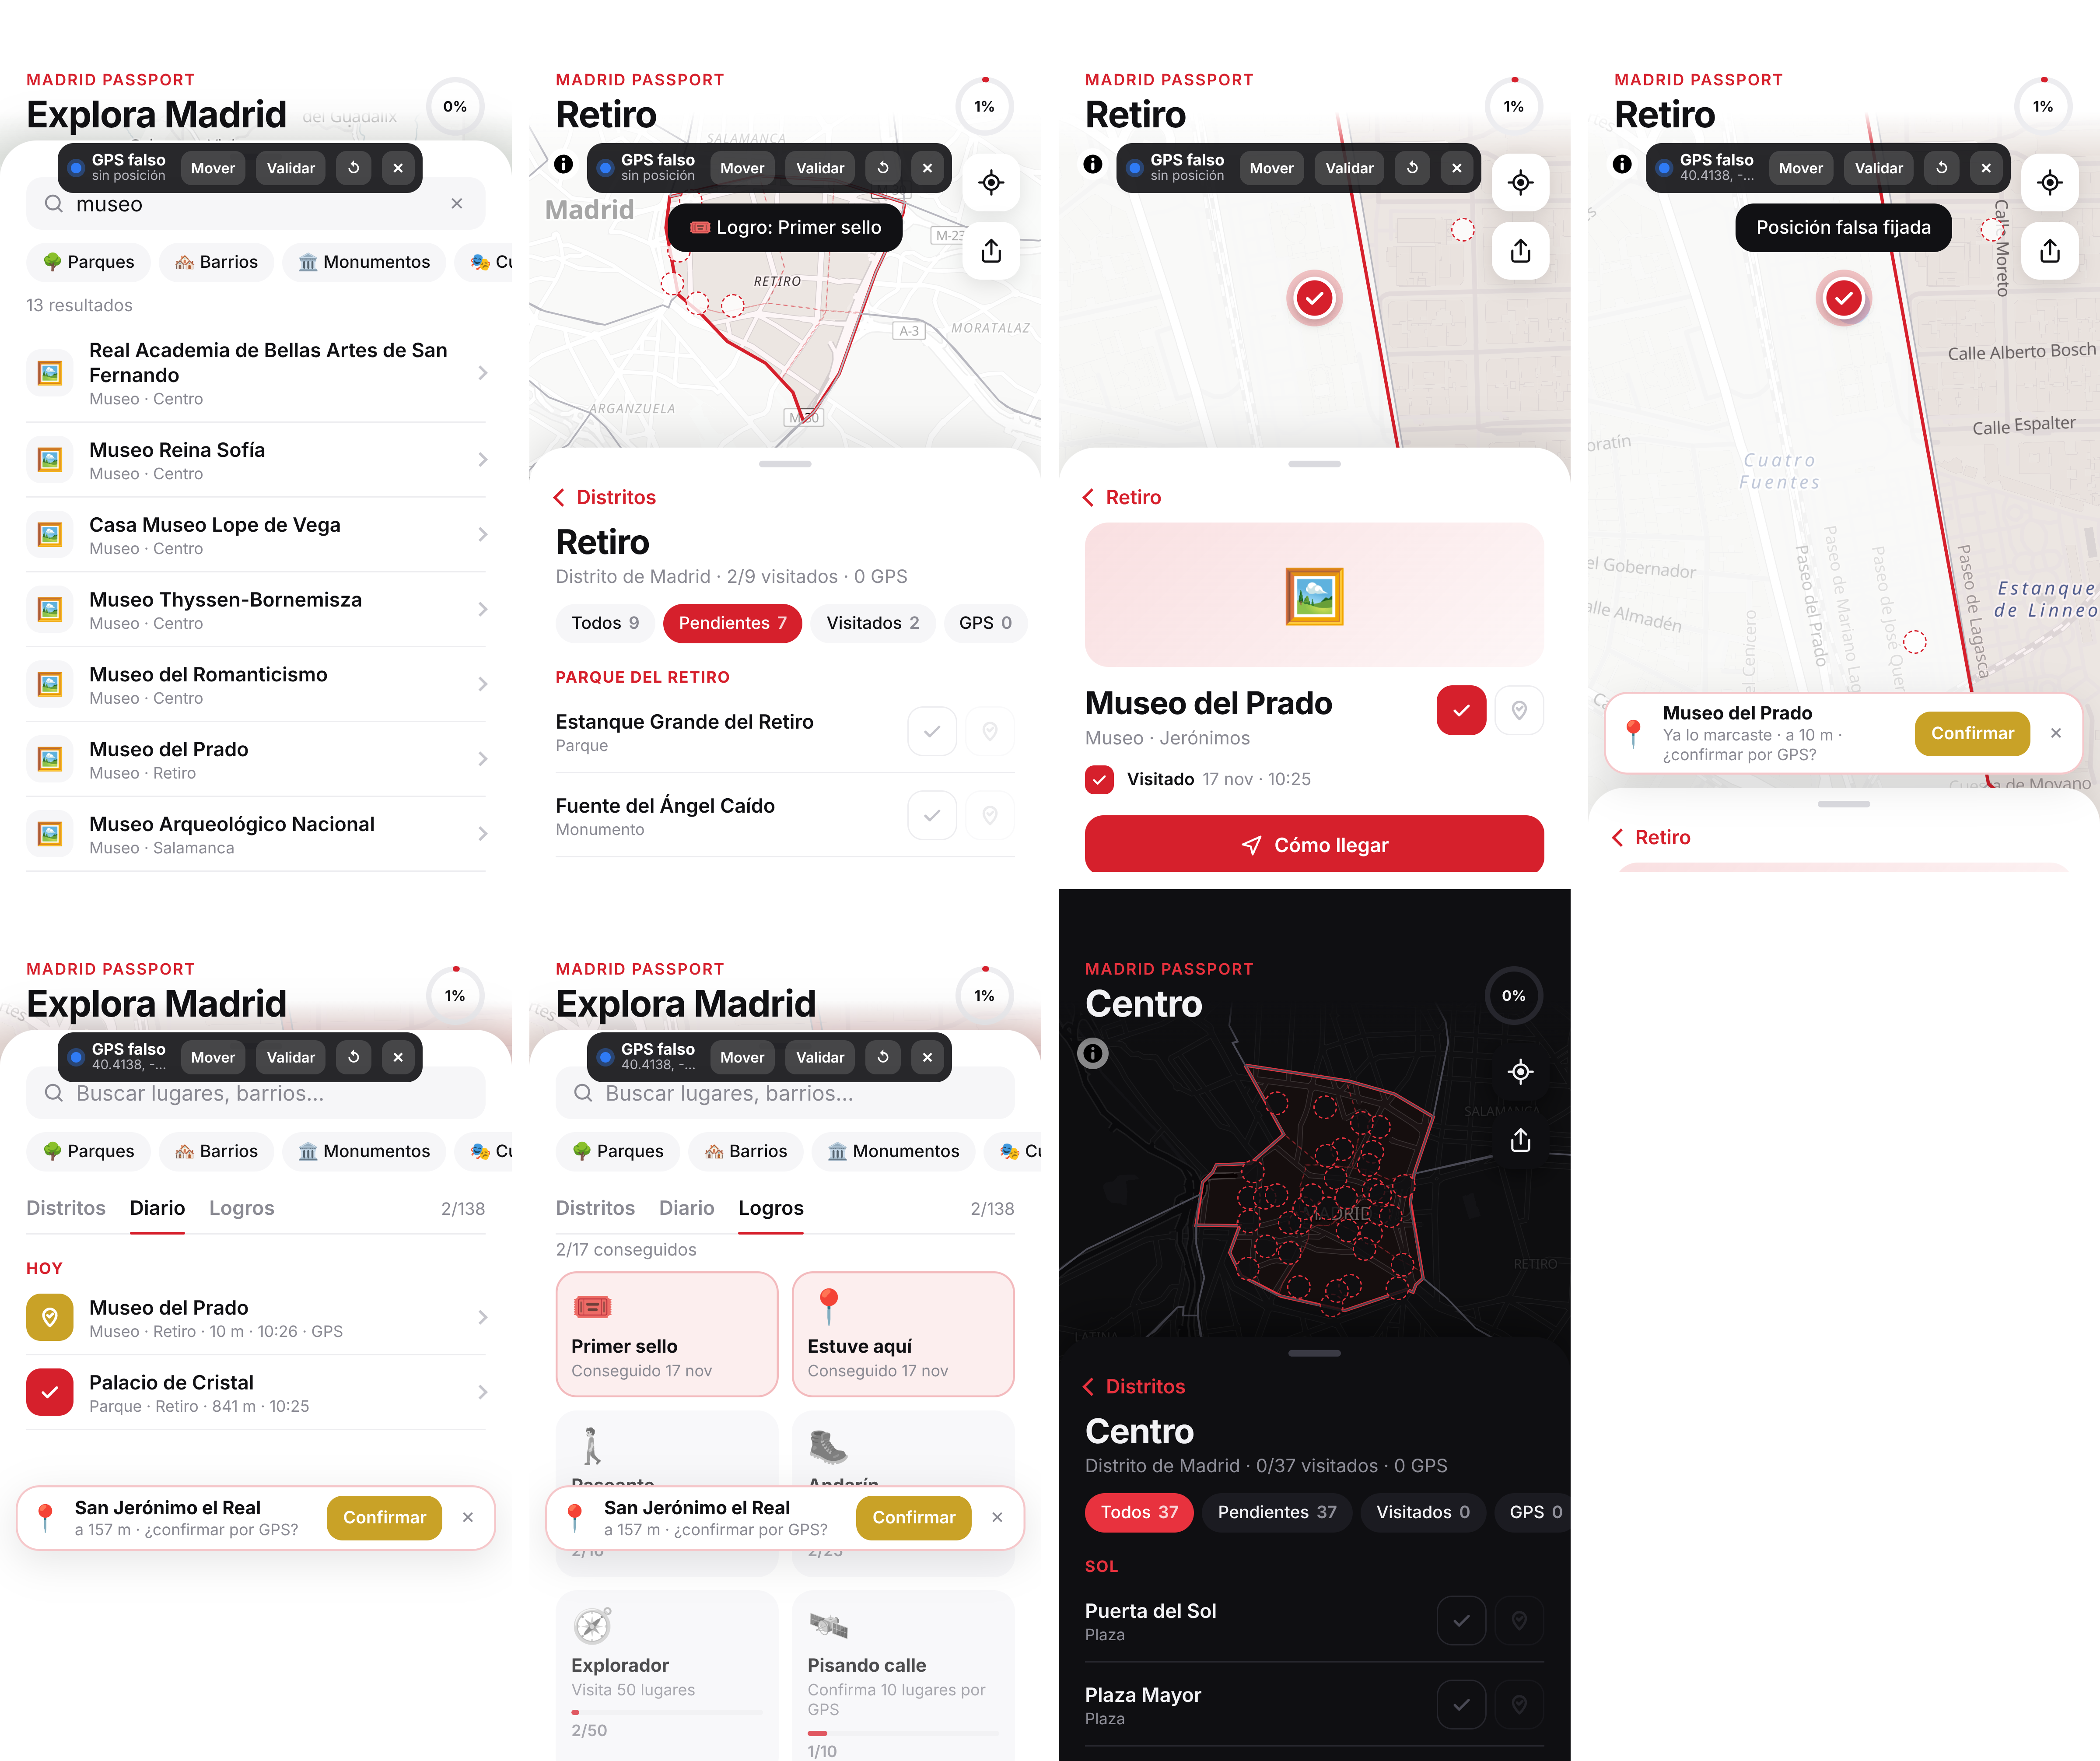 MADRID PASSPORT
Explora Madrid
del Guadalix
0%
GPS falso
sin posición
Mover
Validar
museo
Parques
Barrios
Monumentos
13 resultados
Real Academia de Bellas Artes de San
Fernando
Museo · Centro
Museo Reina Sofía
Museo · Centro
Casa Museo Lope de Vega
Museo · Centro
Museo Thyssen-Bornemisza
Museo · Centro
Museo del Romanticismo
Museo · Centro
Museo del Prado
Museo · Retiro
Museo Arqueológico Nacional
Museo · Salamanca
MADRID PASSPORT
Retiro
1%
SALAMANCA
GPS falso
sin posición
Mover
Validar
Madrid
Logro: Primer sello
RETIRO
A-3
MORATALAZ
ARGANZUELA
Distritos
Retiro
Distrito de Madrid · 2/9 visitados · 0 GPS
Todos 9
Pendientes 7
Visitados 2
GPS 0
PARQUE DEL RETIRO
Estanque Grande del Retiro
Parque
Fuente del Ángel Caído
Monumento
MADRID PASSPORT
Retiro
1%
GPS falso
sin posición
Mover
Validar
Retiro
Museo del Prado
Museo · Jerónimos
Visitado 17 nov · 10:25
Cómo llegar
MADRID PASSPORT
Retiro
1%
GPS falso
40.4138, -...
Mover
Validar
Posición falsa fijada
Calle Alberto Bosch
Calle Espalter
Cuatro
Fuentes
Paseo del Prado
Paseo de Lagasca
Estanque
de Linneo
Museo del Prado
Ya lo marcaste · a 10 m ·
¿confirmar por GPS?
Confirmar
Retiro
MADRID PASSPORT
Explora Madrid
1%
GPS falso
40.4138, -...
Mover
Validar
Buscar lugares, barrios...
Parques
Barrios
Monumentos
Distritos
Diario
Logros
2/138
HOY
Museo del Prado
Museo · Retiro · 10 m · 10:26 · GPS
Palacio de Cristal
Parque · Retiro · 841 m · 10:25
San Jerónimo el Real
a 157 m · ¿confirmar por GPS?
Confirmar
MADRID PASSPORT
Explora Madrid
1%
GPS falso
40.4138, -...
Mover
Validar
Buscar lugares, barrios...
Parques
Barrios
Monumentos
Distritos
Diario
Logros
2/138
2/17 conseguidos
Primer sello
Conseguido 17 nov
Estuve aquí
Conseguido 17 nov
Paseante
Andarín
San Jerónimo el Real
a 157 m · ¿confirmar por GPS?
Confirmar
2/10
2/25
Explorador
Visita 50 lugares
2/50
Pisando calle
Confirma 10 lugares por
GPS
1/10
MADRID PASSPORT
Centro
0%
SALAMANCA
MADRID
RETIRO
Distritos
Centro
Distrito de Madrid · 0/37 visitados · 0 GPS
Todos 37
Pendientes 37
Visitados 0
GPS 0
SOL
Puerta del Sol
Plaza
Plaza Mayor
Plaza